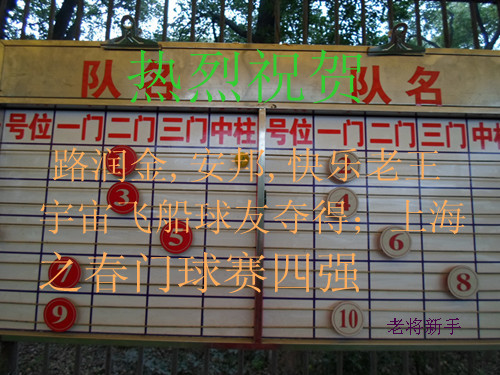 热烈祝贺
队名 队名
号位 一门 二门 三门 中柱 号位 一门 二门 三门 中柱
路润金,安邦,快乐老王
宇宙飞船球友夺得;上海
之春门球赛四强
3
4
5
6
7
8
9
10
老将新手